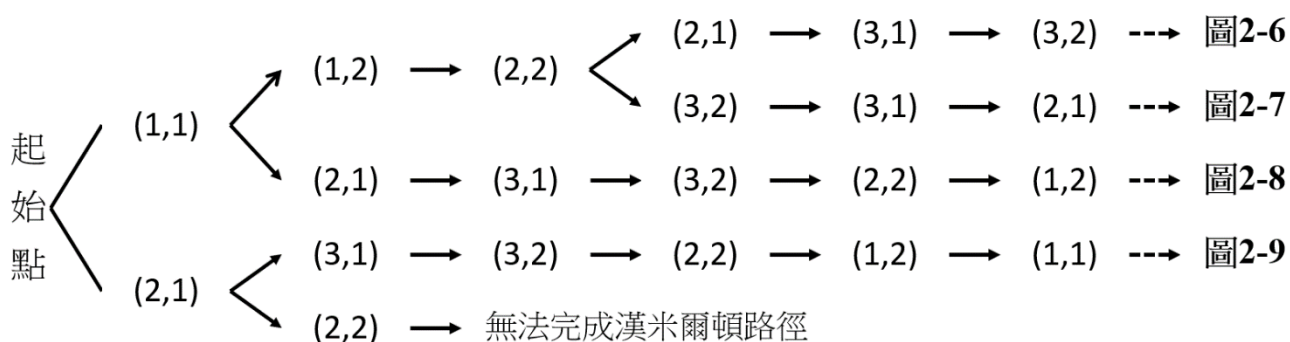 (2,1) (3,1) (3,2) 圖2-6
(1,2) (2,2)
(3,2) (3,1) (2,1) 圖2-7
(1,1)
起始點
(2,1) (3,1) (3,2) (2,2) (1,2) 圖2-8
(3,1) (3,2) (2,2) (1,2) (1,1) 圖2-9
(2,1)
(2,2) 無法完成漢米爾頓路徑